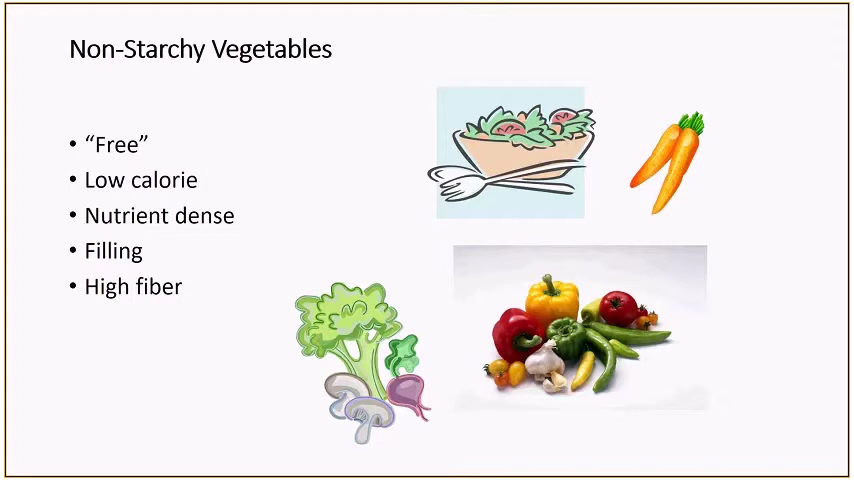 Non-Starchy Vegetables
• “Free”
• Low calorie
• Nutrient dense
• Filling
• High fiber